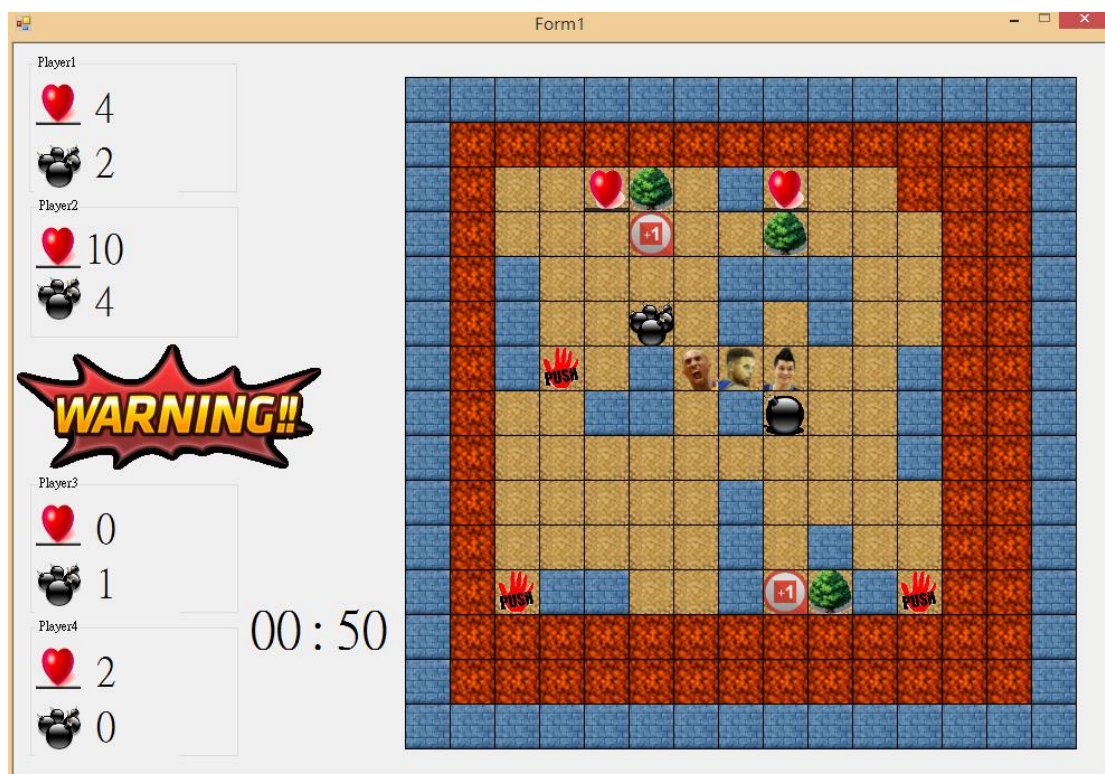 Form1
Player1
4
2
Player2
10
4
WARNING!!
Player3
0
1
Player4
2
0
00:50
+1
PUSH
PUSH
+1
PUSH